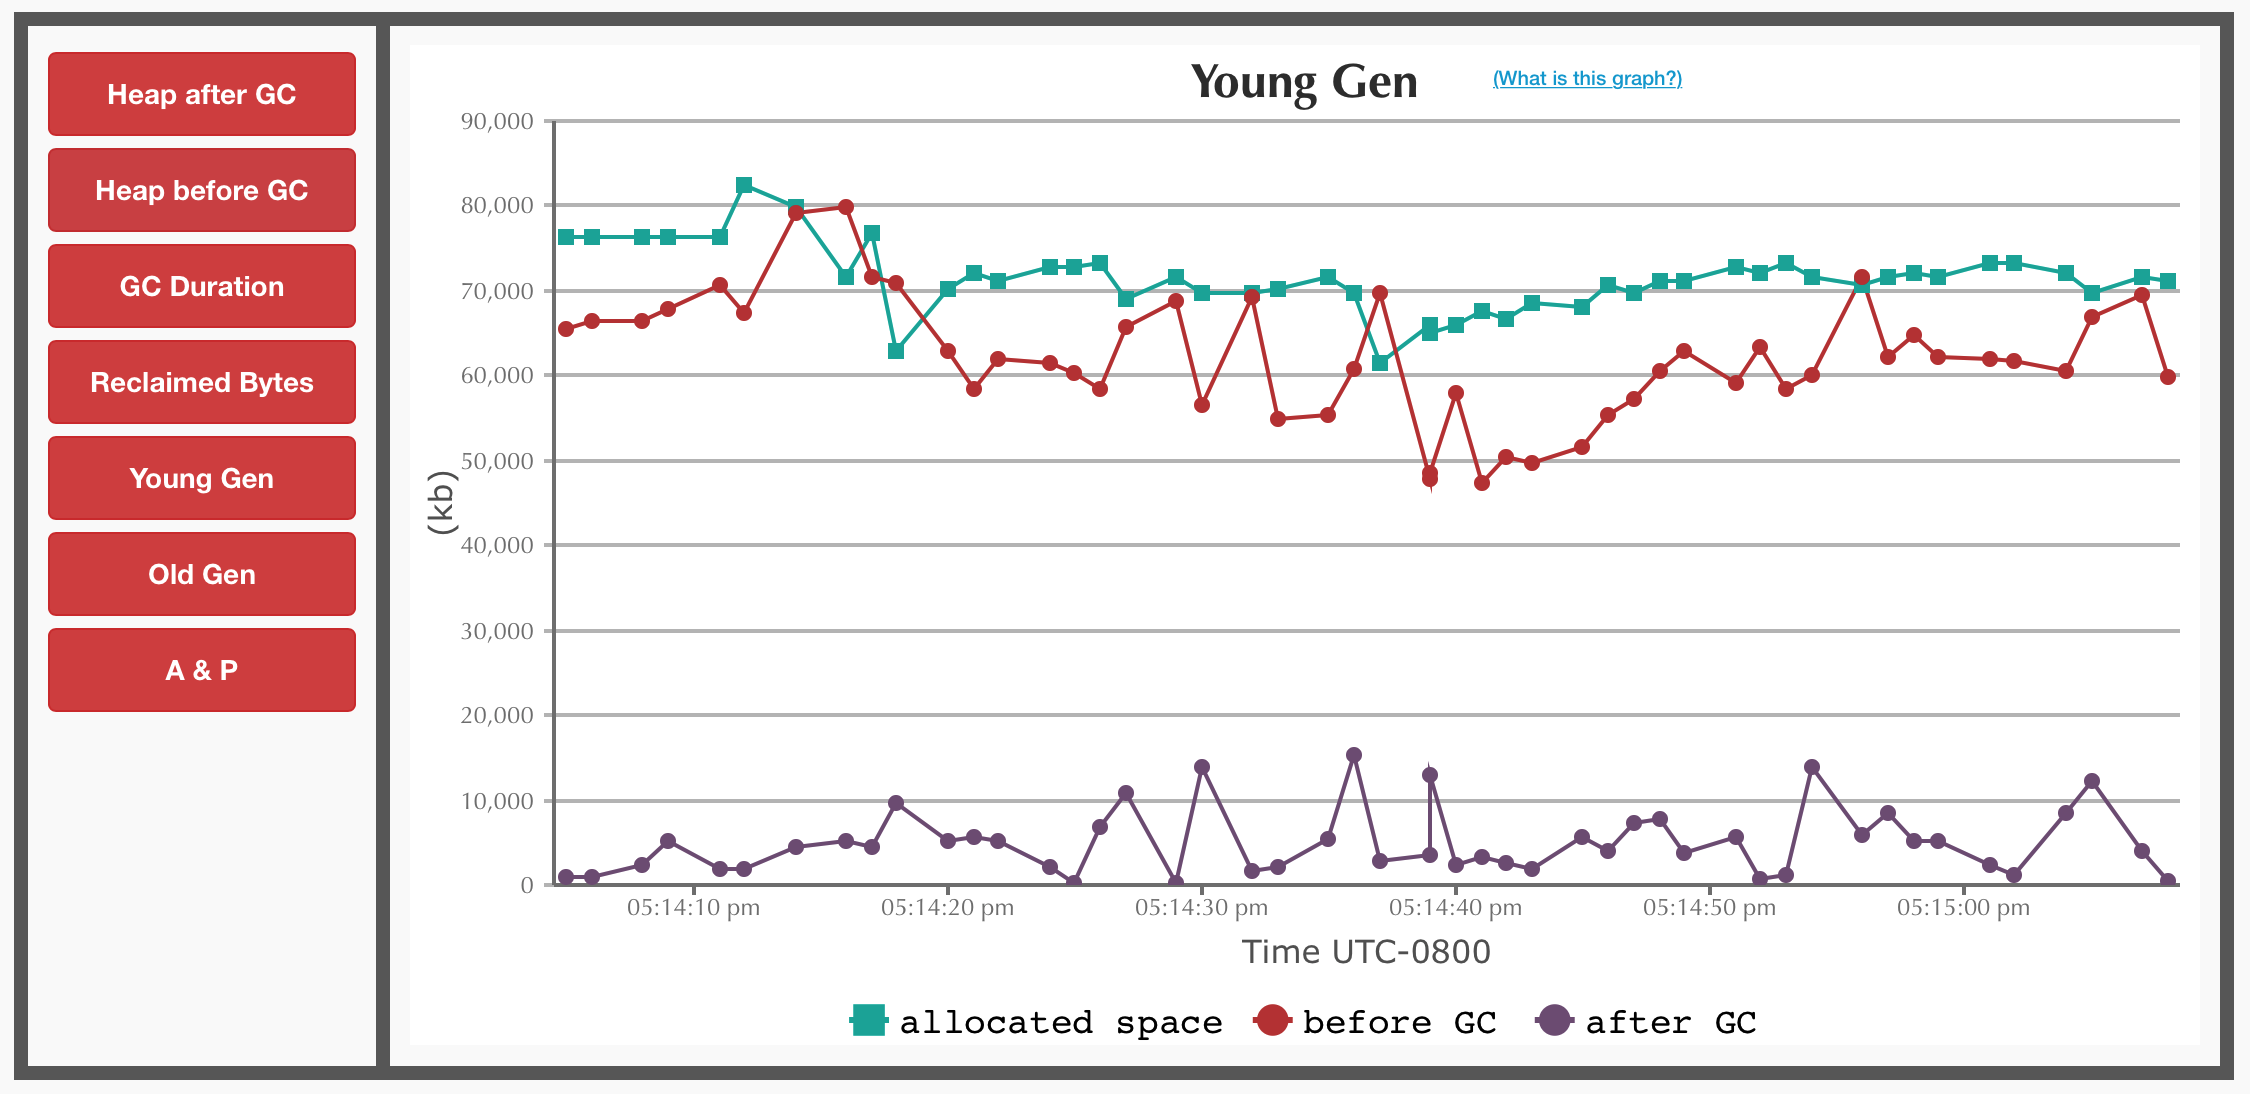 Heap after GC
Heap before GC
GC Duration
Reclaimed Bytes
Young Gen
Old Gen
A & P
Young Gen
(What is this graph?)
90,000
80,000
70,000
60,000
50,000
40,000
30,000
20,000
10,000
0
(kb)
05:14:10 pm
05:14:20 pm
05:14:30 pm
05:14:40 pm
05:14:50 pm
05:15:00 pm
Time UTC-0800
allocated space
before GC
after GC